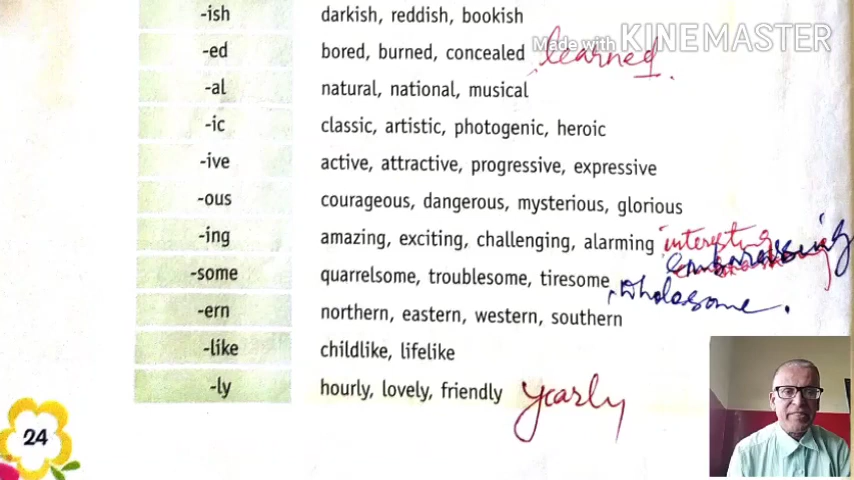 -ish darkish, reddish, bookish
Made with KINEMASTER
-ed bored, burned, concealed , learned.
-al natural, national, musical
-ic classic, artistic, photogenic, heroic
-ive active, attractive, progressive, expressive
-ous courageous, dangerous, mysterious, glorious
-ing amazing, exciting, challenging, alarming interesting
-some quarrelsome, troublesome, tiresome, wholesome.
-ern northern, eastern, western, southern
-like childlike, lifelike
-ly hourly, lovely, friendly yearly
24